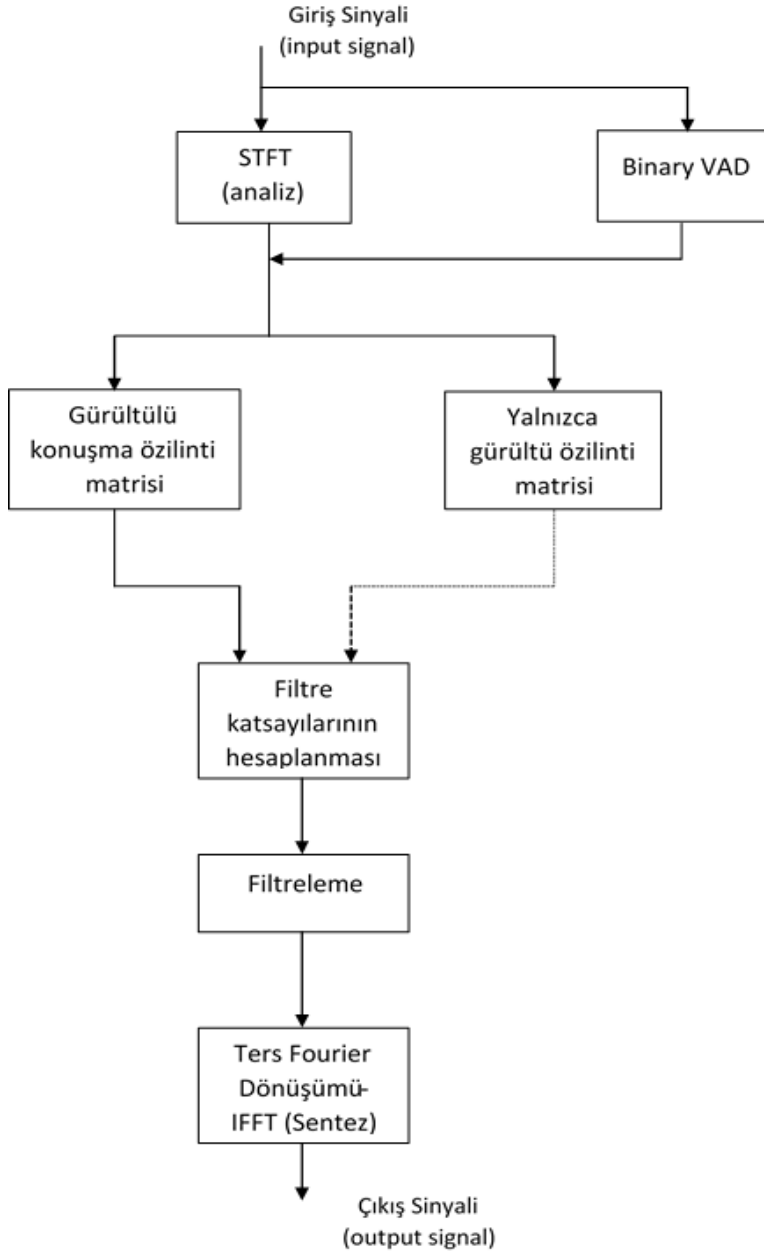 Giriş Sinyali
(input signal)
STFT
(analiz)
Binary VAD
Gürültülü
konuşma özilinti
matrisi
Yalnızca
gürültü özilinti
matrisi
Filtre
katsayılarının
hesaplanması
Filtreleme
Ters Fourier
Dönüşümü-
IFFT (Sentez)
Çıkış Sinyali
(output signal)